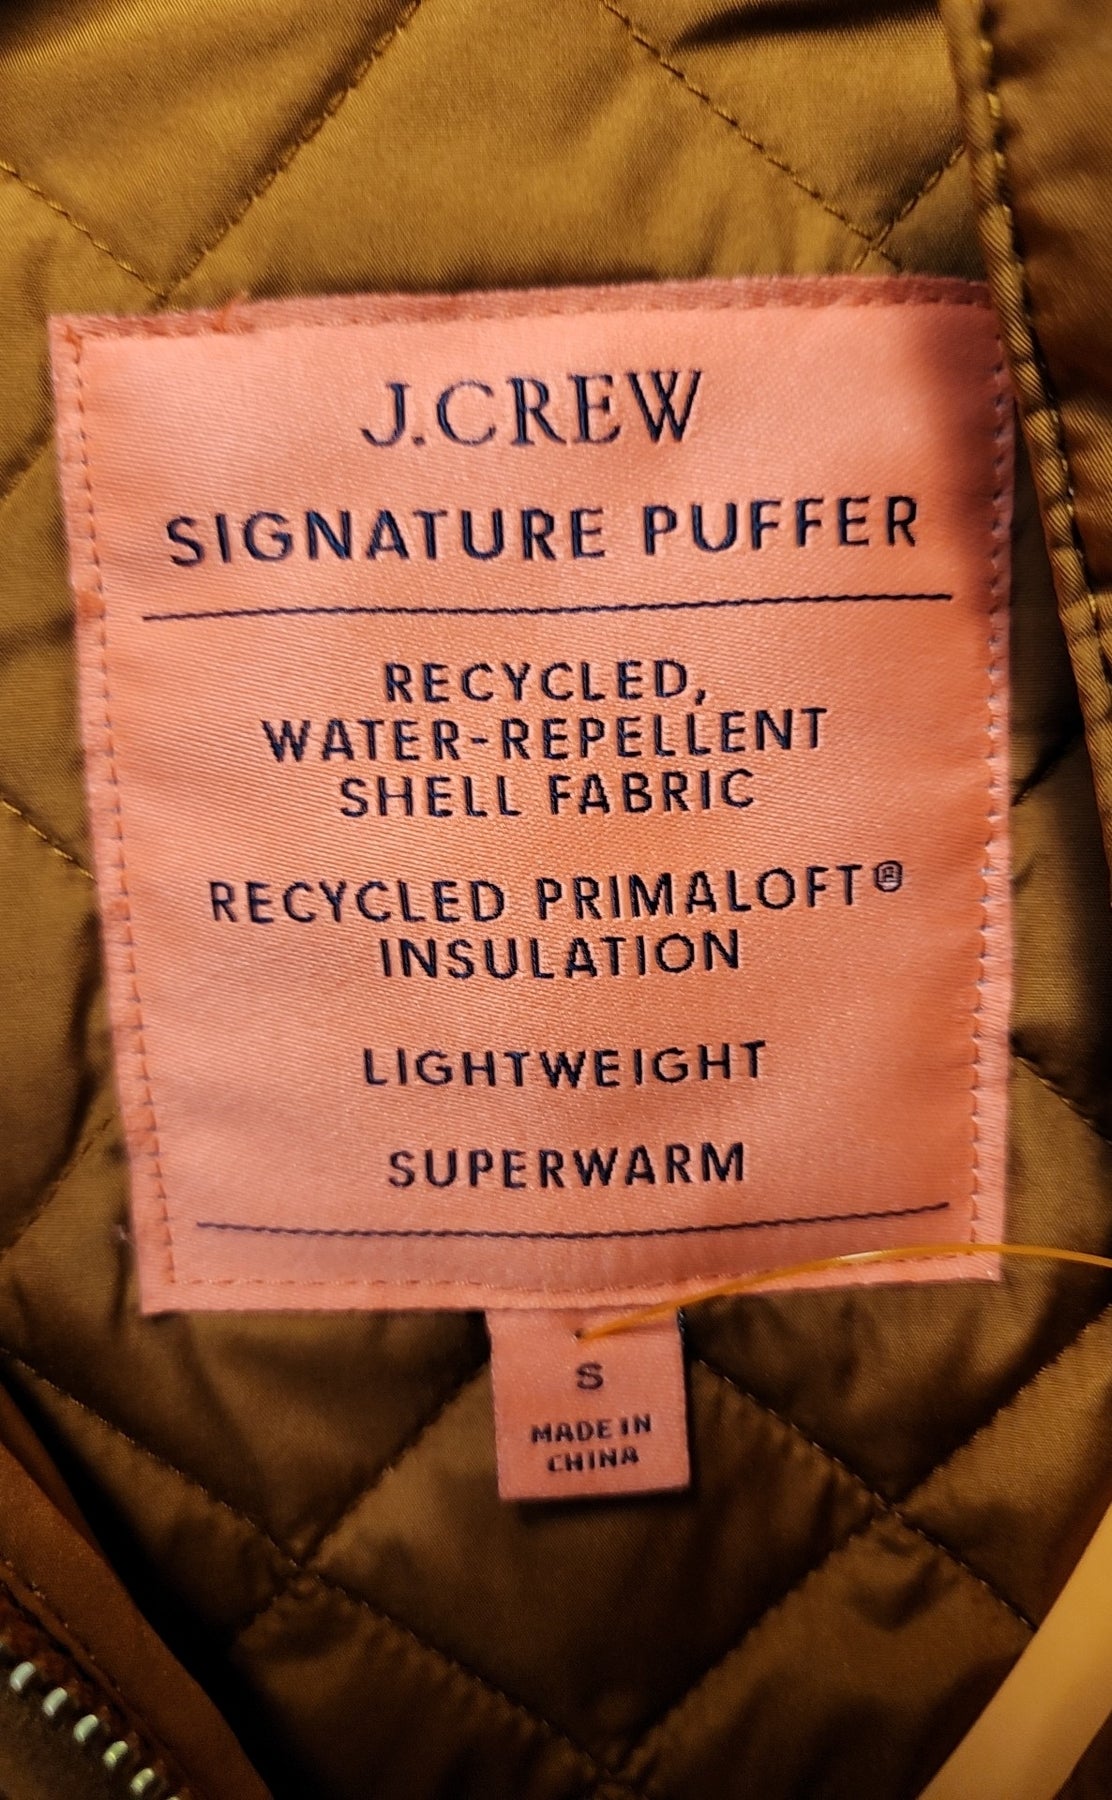 J.CREW
SIGNATURE PUFFER
RECYCLED,
WATER-REPELLENT
SHELL FABRIC
RECYCLED PRIMALOFT®
INSULATION
LIGHTWEIGHT
SUPERWARM
S
MADE IN
CHINA